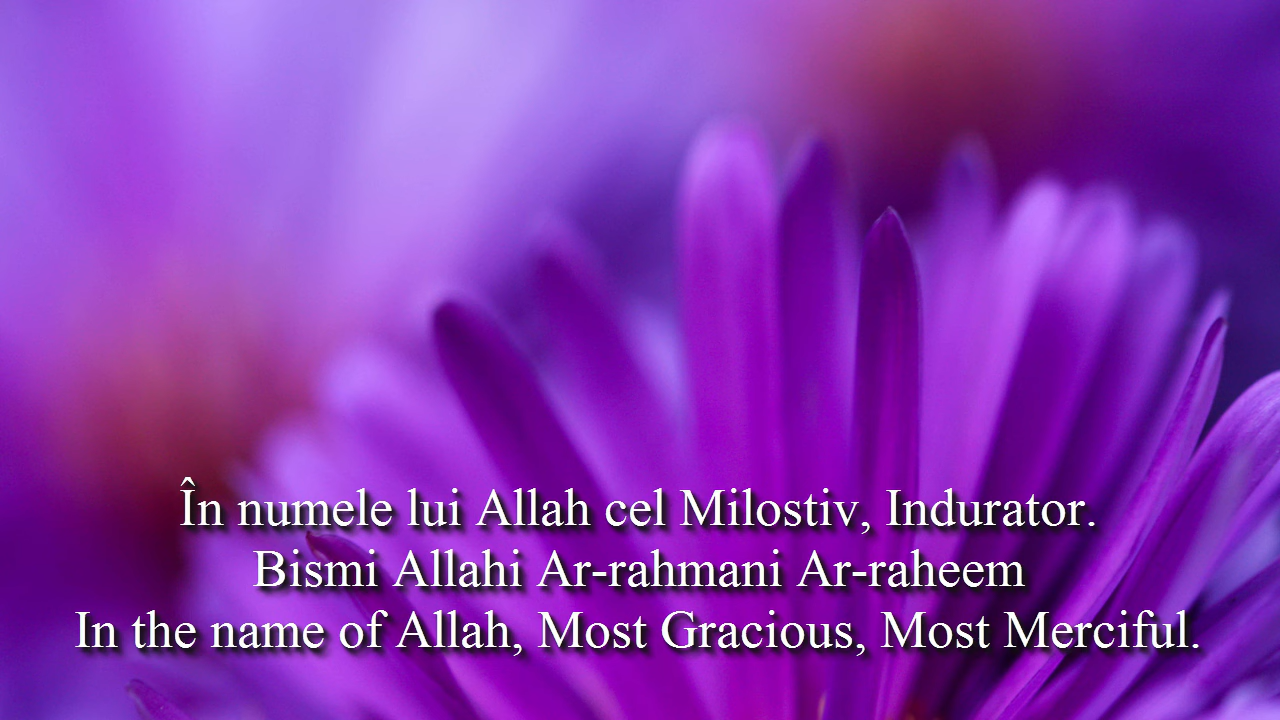 În numele lui Allah cel Milostiv, Indurator.
Bismi Allahi Ar-rahmani Ar-raheem
In the name of Allah, Most Gracious, Most Merciful.